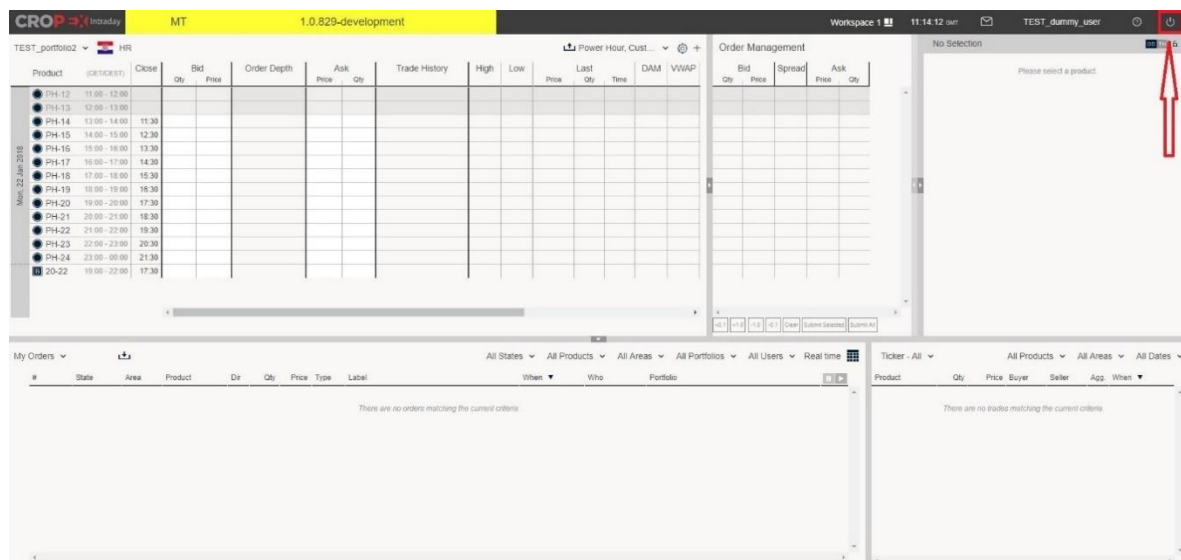 CROPEX Intraday MT 1.0.829-development Workspace 1 11:14:12 GMT TEST_dummy_user
TEST_portfolio2 HR Power Hour, Cust...
Product (CET/CEST) Close Bid Order Depth Ask Trade History High Low Last DAM VWAP
Qty Price Price Qty Price Qty Time
Mon, 22 Jan 2018
PH-12 11:00 - 12:00
PH-13 12:00 - 13:00
PH-14 13:00 - 14:00 11:30
PH-15 14:00 - 15:00 12:30
PH-16 15:00 - 16:00 13:30
PH-17 16:00 - 17:00 14:30
PH-18 17:00 - 18:00 15:30
PH-19 18:00 - 19:00 16:30
PH-20 19:00 - 20:00 17:30
PH-21 20:00 - 21:00 18:30
PH-22 21:00 - 22:00 19:30
PH-23 22:00 - 23:00 20:30
PH-24 23:00 - 00:00 21:30
20-22 19:00 - 22:00 17:30
Order Management
Bid Spread Ask
Qty Price Price Qty
-0.1 Clear Submit Selected Submit All
No Selection
Please select a product.
My Orders All States All Products All Areas All Portfolios All Users Real time
# State Area Product Dir Qty Price Type Label When Who Portfolio
There are no orders matching the current criteria.
Ticker - All All Products All Areas All Dates
Product Qty Price Buyer Seller Agg. When
There are no trades matching the current criteria.